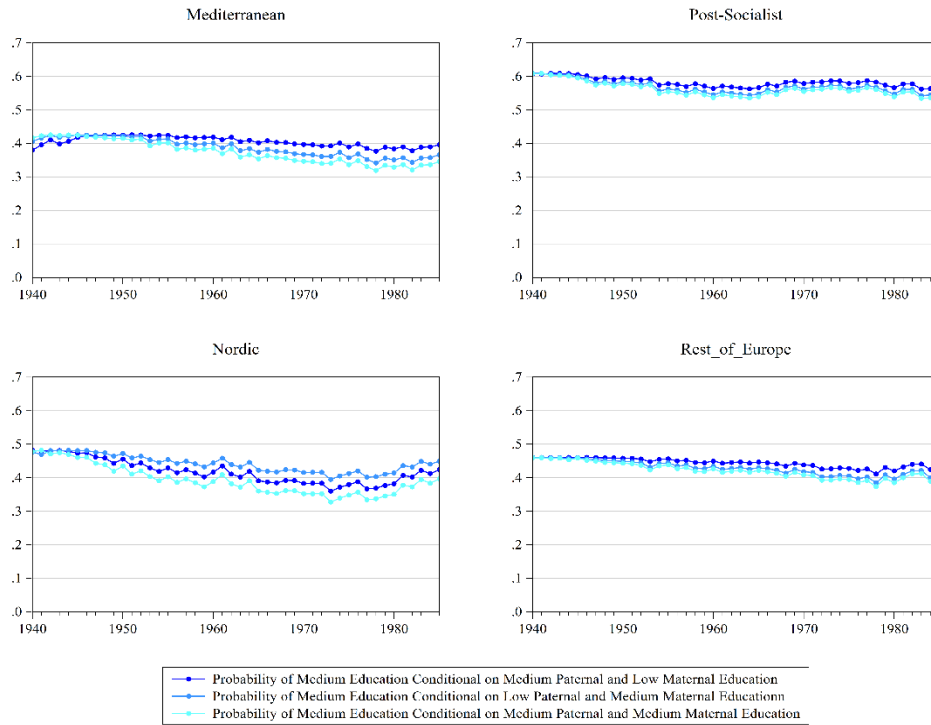 Mediterranean
Post-Socialist
.7
.6
.5
.4
.3
.2
.1
.0
1940 1950 1960 1970 1980
.7
.6
.5
.4
.3
.2
.1
.0
1940 1950 1960 1970 1980
Nordic
Rest_of_Europe
.7
.6
.5
.4
.3
.2
.1
.0
1940 1950 1960 1970 1980
.7
.6
.5
.4
.3
.2
.1
.0
1940 1950 1960 1970 1980
Probability of Medium Education Conditional on Medium Paternal and Low Maternal Education
Probability of Medium Education Conditional on Low Paternal and Medium Maternal Educationn
Probability of Medium Education Conditional on Medium Paternal and Medium Maternal Education